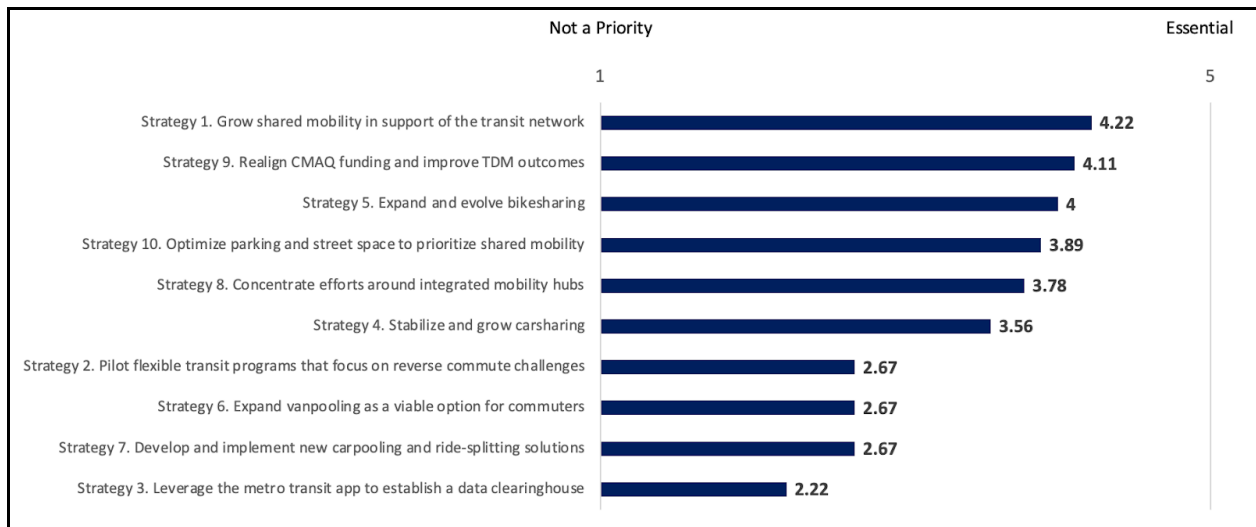 Not a Priority Essential
1 5
Strategy 1. Grow shared mobility in support of the transit network 4.22
Strategy 9. Realign CMAQ funding and improve TDM outcomes 4.11
Strategy 5. Expand and evolve bikesharing 4
Strategy 10. Optimize parking and street space to prioritize shared mobility 3.89
Strategy 8. Concentrate efforts around integrated mobility hubs 3.78
Strategy 4. Stabilize and grow carsharing 3.56
Strategy 2. Pilot flexible transit programs that focus on reverse commute challenges 2.67
Strategy 6. Expand vanpooling as a viable option for commuters 2.67
Strategy 7. Develop and implement new carpooling and ride-splitting solutions 2.67
Strategy 3. Leverage the metro transit app to establish a data clearinghouse 2.22